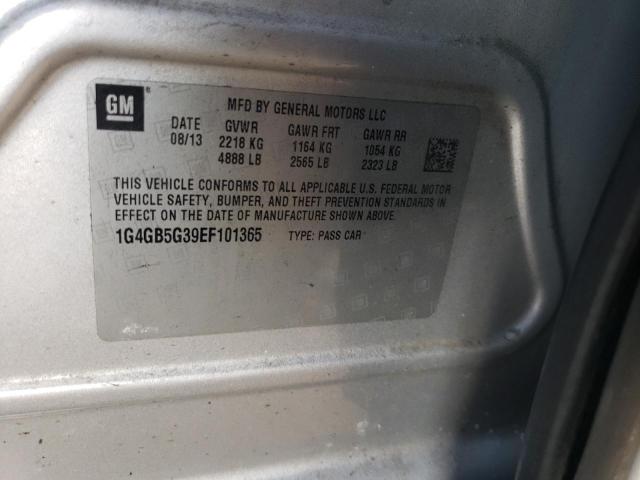 GM®
MFD BY GENERAL MOTORS LLC
DATE GVWR GAWR FRT GAWR RR
08/13 2218 KG 1164 KG 1054 KG
4888 LB 2565 LB 2323 LB
THIS VEHICLE CONFORMS TO ALL APPLICABLE U.S. FEDERAL MOTOR
VEHICLE SAFETY, BUMPER, AND THEFT PREVENTION STANDARDS IN
EFFECT ON THE DATE OF MANUFACTURE SHOWN ABOVE.
1G4GB5G39EF101365 TYPE: PASS CAR